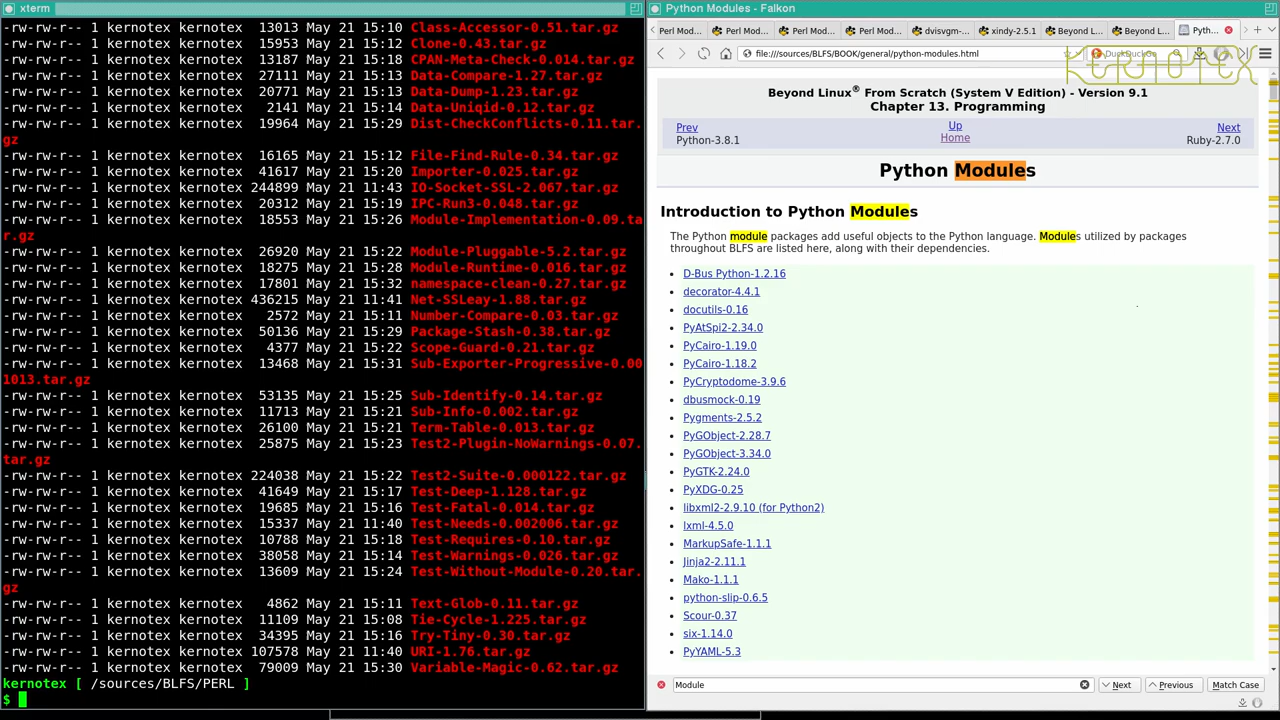 xterm
-rw-rw-r-- 1 kernotex kernotex  13013 May 21 15:10 Class-Accessor-0.51.tar.gz
-rw-rw-r-- 1 kernotex kernotex  15953 May 21 15:12 Clone-0.43.tar.gz
-rw-rw-r-- 1 kernotex kernotex  13187 May 21 15:18 CPAN-Meta-Check-0.014.tar.gz
-rw-rw-r-- 1 kernotex kernotex  27111 May 21 15:13 Data-Compare-1.27.tar.gz
-rw-rw-r-- 1 kernotex kernotex  20771 May 21 15:13 Data-Dump-1.23.tar.gz
-rw-rw-r-- 1 kernotex kernotex   2141 May 21 15:14 Data-Uniqid-0.12.tar.gz
-rw-rw-r-- 1 kernotex kernotex  19964 May 21 15:29 Dist-CheckConflicts-0.11.tar.
gz
-rw-rw-r-- 1 kernotex kernotex  16165 May 21 15:12 File-Find-Rule-0.34.tar.gz
-rw-rw-r-- 1 kernotex kernotex  41617 May 21 15:20 Importer-0.025.tar.gz
-rw-rw-r-- 1 kernotex kernotex 244899 May 21 11:43 IO-Socket-SSL-2.067.tar.gz
-rw-rw-r-- 1 kernotex kernotex  20312 May 21 15:19 IPC-Run3-0.048.tar.gz
-rw-rw-r-- 1 kernotex kernotex  18553 May 21 15:26 Module-Implementation-0.09.ta
r.gz
-rw-rw-r-- 1 kernotex kernotex  26920 May 21 15:22 Module-Pluggable-5.2.tar.gz
-rw-rw-r-- 1 kernotex kernotex  18275 May 21 15:28 Module-Runtime-0.016.tar.gz
-rw-rw-r-- 1 kernotex kernotex  17801 May 21 15:32 namespace-clean-0.27.tar.gz
-rw-rw-r-- 1 kernotex kernotex 436215 May 21 11:41 Net-SSLeay-1.88.tar.gz
-rw-rw-r-- 1 kernotex kernotex   2572 May 21 15:11 Number-Compare-0.03.tar.gz
-rw-rw-r-- 1 kernotex kernotex  50136 May 21 15:29 Package-Stash-0.38.tar.gz
-rw-rw-r-- 1 kernotex kernotex   4377 May 21 15:22 Scope-Guard-0.21.tar.gz
-rw-rw-r-- 1 kernotex kernotex  13468 May 21 15:31 Sub-Exporter-Progressive-0.00
1013.tar.gz
-rw-rw-r-- 1 kernotex kernotex  53135 May 21 15:25 Sub-Identify-0.14.tar.gz
-rw-rw-r-- 1 kernotex kernotex  11713 May 21 15:21 Sub-Info-0.002.tar.gz
-rw-rw-r-- 1 kernotex kernotex  26100 May 21 15:21 Term-Table-0.013.tar.gz
-rw-rw-r-- 1 kernotex kernotex  25875 May 21 15:23 Test2-Plugin-NoWarnings-0.07.
tar.gz
-rw-rw-r-- 1 kernotex kernotex 224038 May 21 15:22 Test2-Suite-0.000122.tar.gz
-rw-rw-r-- 1 kernotex kernotex  41649 May 21 15:17 Test-Deep-1.128.tar.gz
-rw-rw-r-- 1 kernotex kernotex  19685 May 21 15:16 Test-Fatal-0.014.tar.gz
-rw-rw-r-- 1 kernotex kernotex  15337 May 21 11:40 Test-Needs-0.002006.tar.gz
-rw-rw-r-- 1 kernotex kernotex  10788 May 21 15:18 Test-Requires-0.10.tar.gz
-rw-rw-r-- 1 kernotex kernotex  38058 May 21 15:14 Test-Warnings-0.026.tar.gz
-rw-rw-r-- 1 kernotex kernotex  13609 May 21 15:24 Test-Without-Module-0.20.tar.
gz
-rw-rw-r-- 1 kernotex kernotex   4862 May 21 15:11 Text-Glob-0.11.tar.gz
-rw-rw-r-- 1 kernotex kernotex  11109 May 21 15:08 Tie-Cycle-1.225.tar.gz
-rw-rw-r-- 1 kernotex kernotex  34395 May 21 15:16 Try-Tiny-0.30.tar.gz
-rw-rw-r-- 1 kernotex kernotex 107578 May 21 11:40 URI-1.76.tar.gz
-rw-rw-r-- 1 kernotex kernotex  79009 May 21 15:30 Variable-Magic-0.62.tar.gz
kernotex [ /sources/BLFS/PERL ]
$
Python Modules - Falkon
Perl Mod... Perl Mod... Perl Mod... Perl Mod... Perl Mod... dvisvgm-... xindy-2.5.1 Beyond L... Beyond L... Pytho...
file:///sources/BLFS/BOOK/general/python-modules.html DuckDuckGo
KERNOTEX
Beyond Linux® From Scratch (System V Edition) - Version 9.1
Chapter 13. Programming
Prev Up Next
Python-3.8.1 Home Ruby-2.7.0
Python Modules
Introduction to Python Modules
The Python module packages add useful objects to the Python language. Modules utilized by packages
throughout BLFS are listed here, along with their dependencies.
• D-Bus Python-1.2.16
• decorator-4.4.1
• docutils-0.16
• PyAtSpi2-2.34.0
• PyCairo-1.19.0
• PyCairo-1.18.2
• PyCryptodome-3.9.6
• dbusmock-0.19
• Pygments-2.5.2
• PyGObject-2.28.7
• PyGObject-3.34.0
• PyGTK-2.24.0
• PyXDG-0.25
• libxml2-2.9.10 (for Python2)
• lxml-4.5.0
• MarkupSafe-1.1.1
• Jinja2-2.11.1
• Mako-1.1.1
• python-slip-0.6.5
• Scour-0.37
• six-1.14.0
• PyYAML-5.3
Module Next Previous Match Case